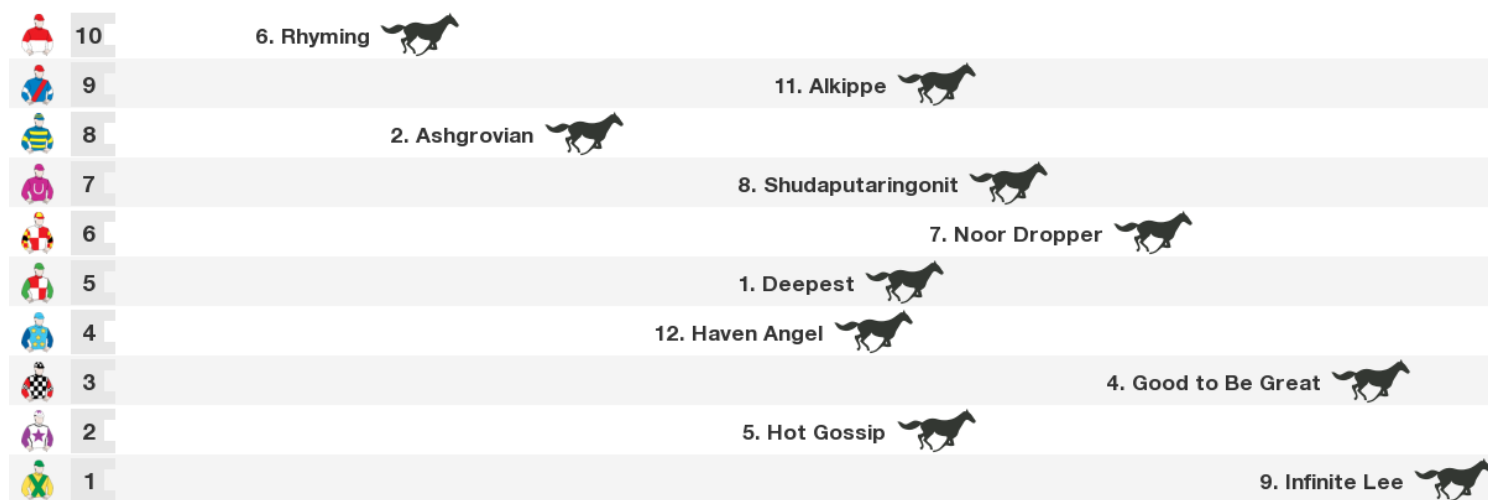 10 6. Rhyming
9 11. Alkippe
8 2. Ashgrovian
7 8. Shudaputaringonit
6 7. Noor Dropper
5 1. Deepest
4 12. Haven Angel
3 4. Good to Be Great
2 5. Hot Gossip
1 9. Infinite Lee